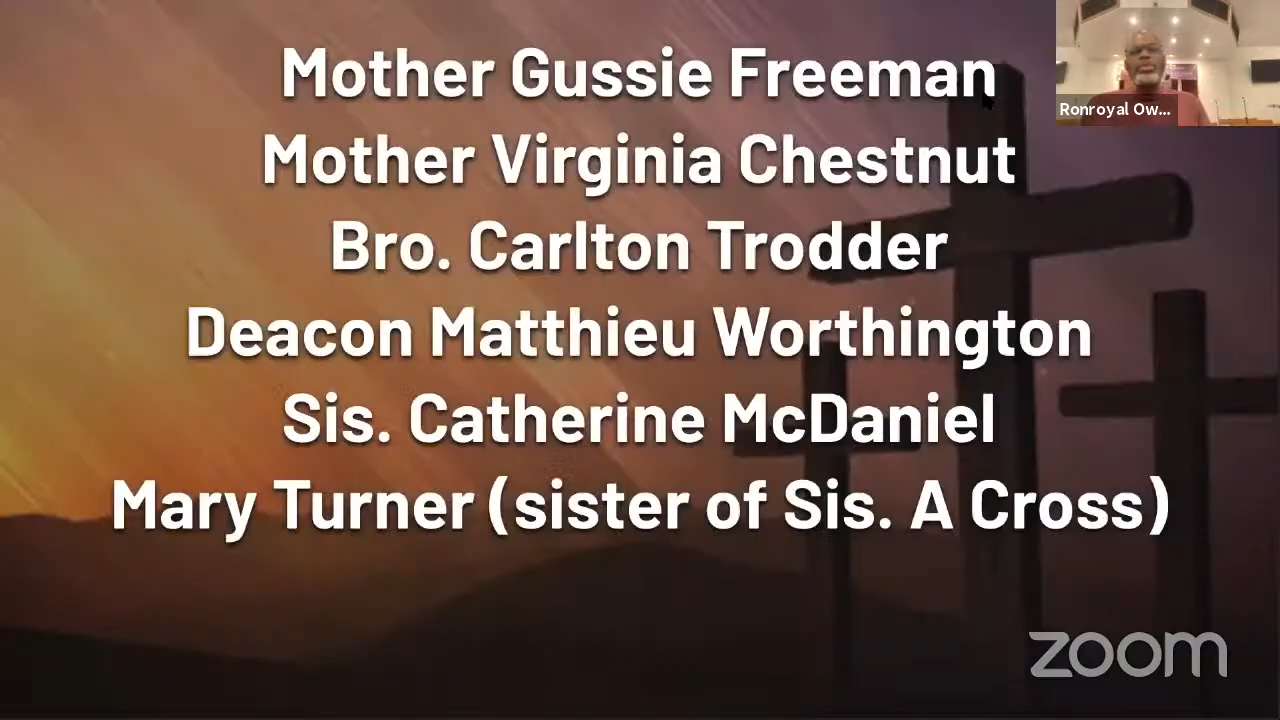 Mother Gussie Freeman
Mother Virginia Chestnut
Bro. Carlton Trodder
Deacon Matthieu Worthington
Sis. Catherine McDaniel
Mary Turner (sister of Sis. A Cross)
Ronroyal Ow...
zoom